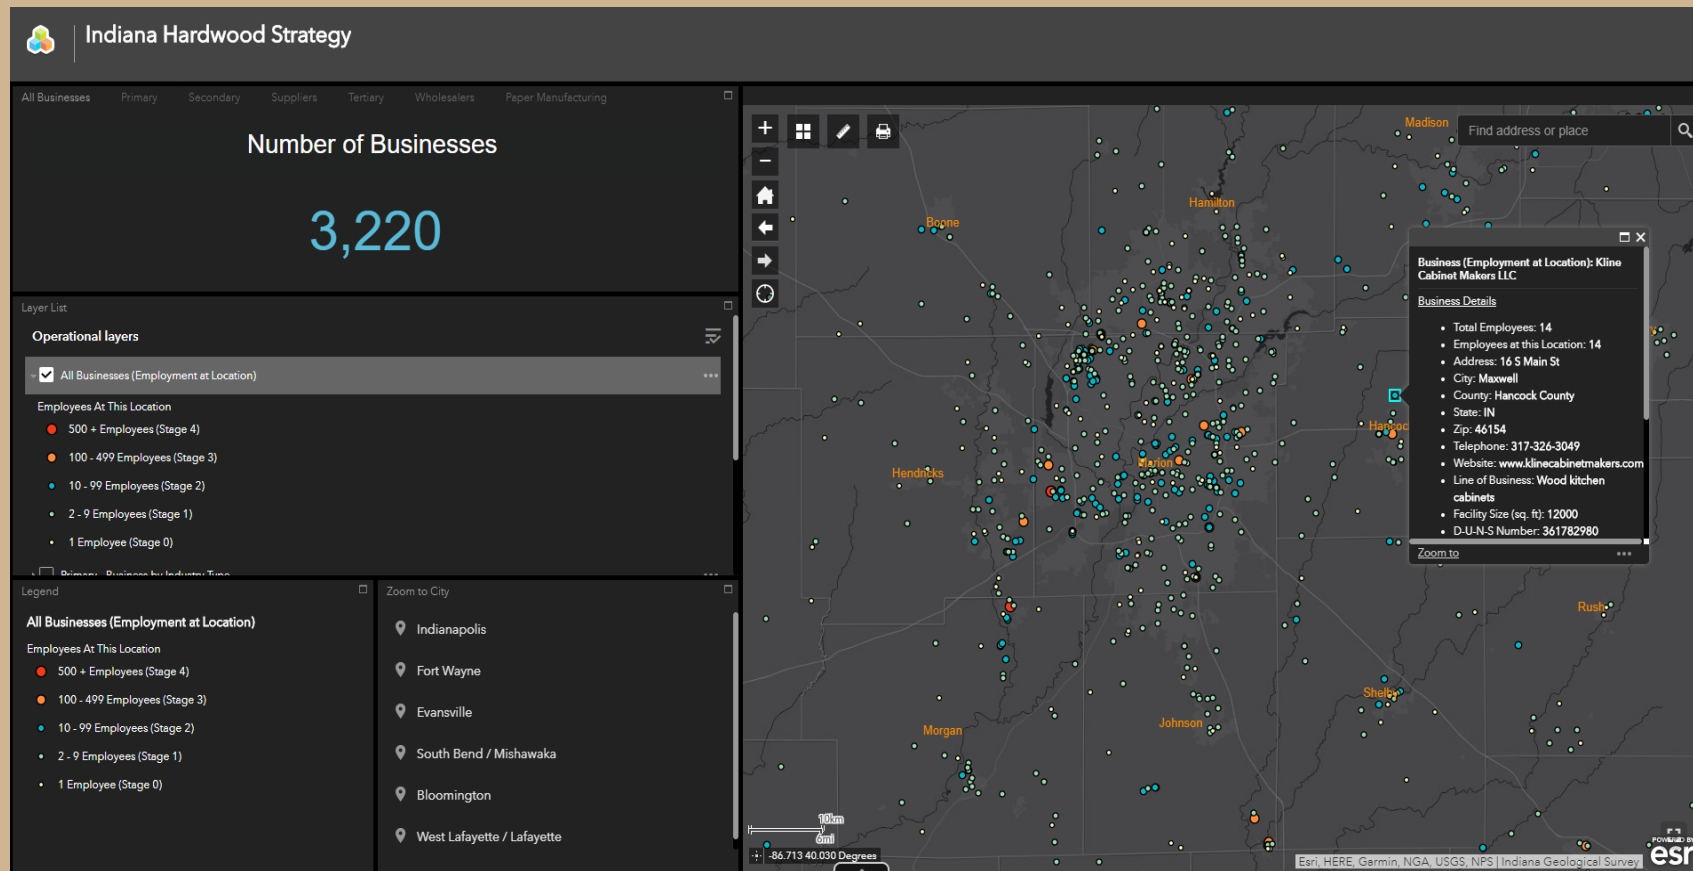 Indiana Hardwood Strategy
All Businesses Primary Secondary Suppliers Tertiary Wholesalers Paper Manufacturing
Number of Businesses
3,220
Layer List
Operational layers
All Businesses (Employment at Location)
Employees At This Location
500 + Employees (Stage 4)
100 - 499 Employees (Stage 3)
10 - 99 Employees (Stage 2)
2 - 9 Employees (Stage 1)
1 Employee (Stage 0)
Primary - Business by Industry Type
Legend
All Businesses (Employment at Location)
Employees At This Location
500 + Employees (Stage 4)
100 - 499 Employees (Stage 3)
10 - 99 Employees (Stage 2)
2 - 9 Employees (Stage 1)
1 Employee (Stage 0)
Zoom to City
Indianapolis
Fort Wayne
Evansville
South Bend / Mishawaka
Bloomington
West Lafayette / Lafayette
Find address or place
Madison
Hamilton
Boone
Hancoc
Marion
Hendricks
Rush
Shelby
Johnson
Morgan
Business (Employment at Location): Kline
Cabinet Makers LLC
Business Details
Total Employees: 14
Employees at this Location: 14
Address: 16 S Main St
City: Maxwell
County: Hancock County
State: IN
Zip: 46154
Telephone: 317-326-3049
Website: www.klinecabinetmakers.com
Line of Business: Wood kitchen
cabinets
Facility Size (sq. ft): 12000
D-U-N-S Number: 361782980
Zoom to
10km
6mi
-86.713 40.030 Degrees
Esri, HERE, Garmin, NGA, USGS, NPS | Indiana Geological Survey
POWERED BY
esri